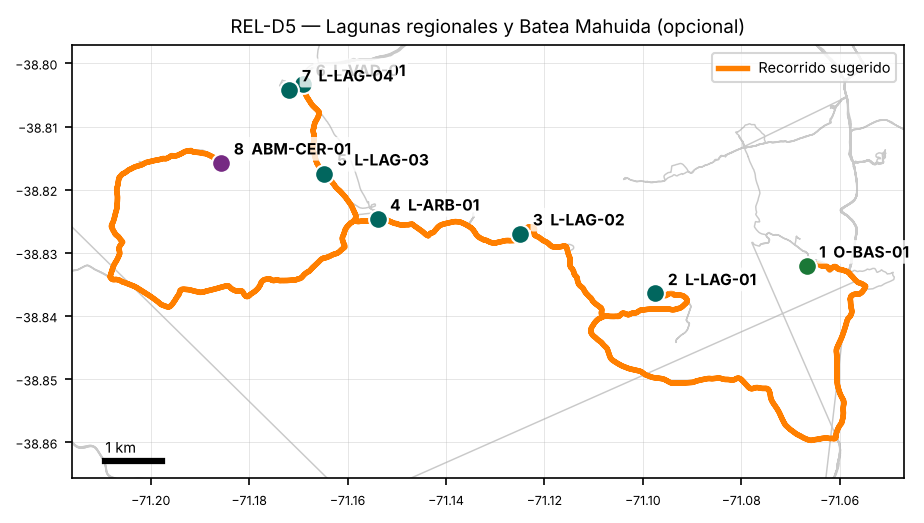 REL-D5 — Lagunas regionales y Batea Mahuida (opcional)
Recorrido sugerido
7 L-LAG-04
8 ABM-CER-01
5 L-LAG-03
4 L-ARB-01
3 L-LAG-02
1 O-BAS-01
2 L-LAG-01
1 km
−38.80
−38.81
−38.82
−38.83
−38.84
−38.85
−38.86
−71.20
−71.18
−71.16
−71.14
−71.12
−71.10
−71.08
−71.06